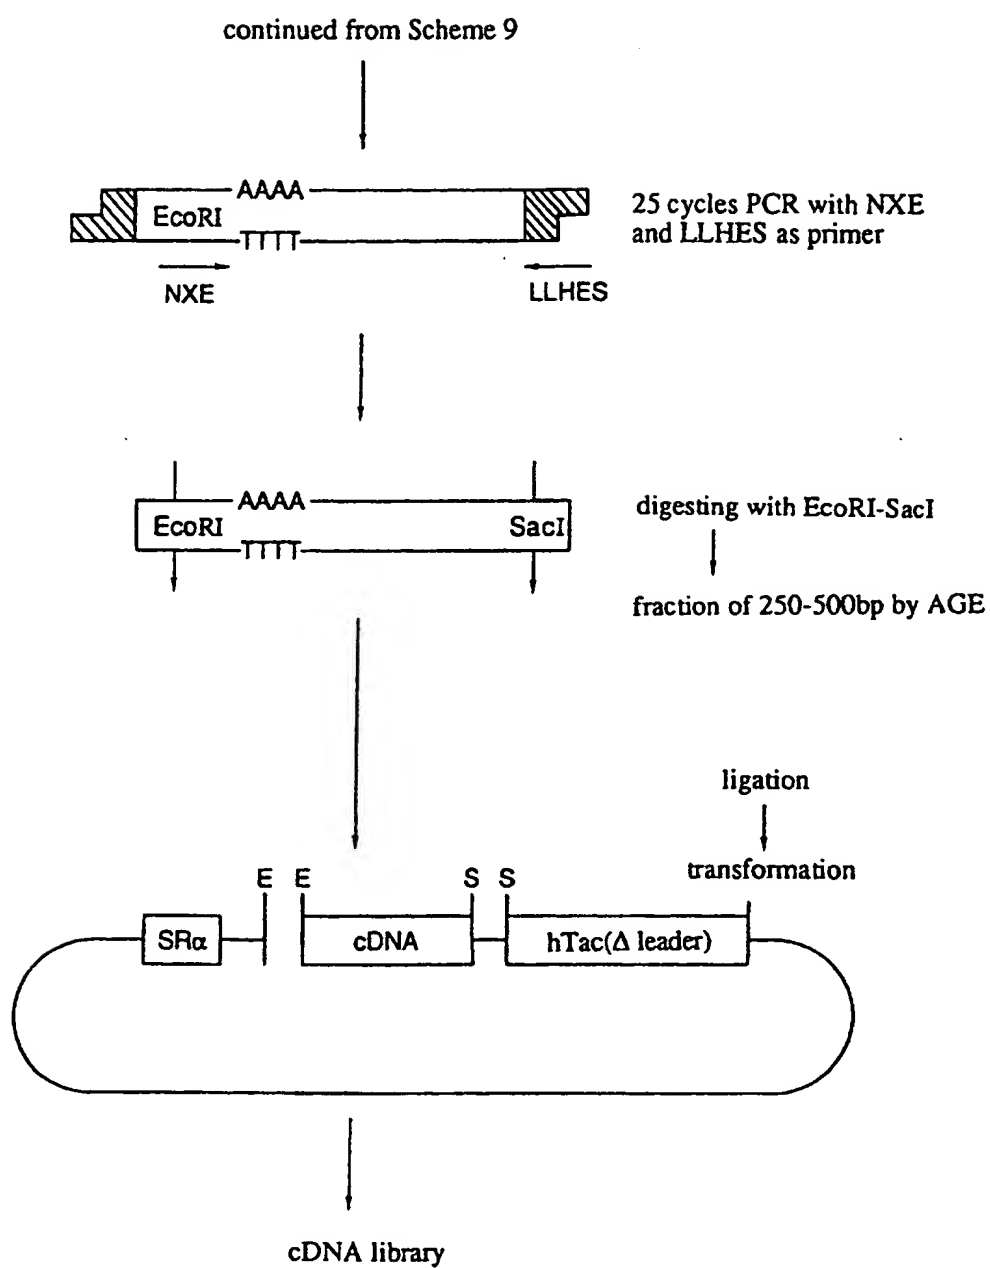 continued from Scheme 9
AAAA
EcoRI
TTTT
NXE
LLHES
25 cycles PCR with NXE
and LLHES as primer
AAAA
EcoRI
SacI
TTTT
digesting with EcoRI-SacI
fraction of 250-500bp by AGE
ligation
transformation
E E S S
SRα
cDNA
hTac(Δ leader)
cDNA library